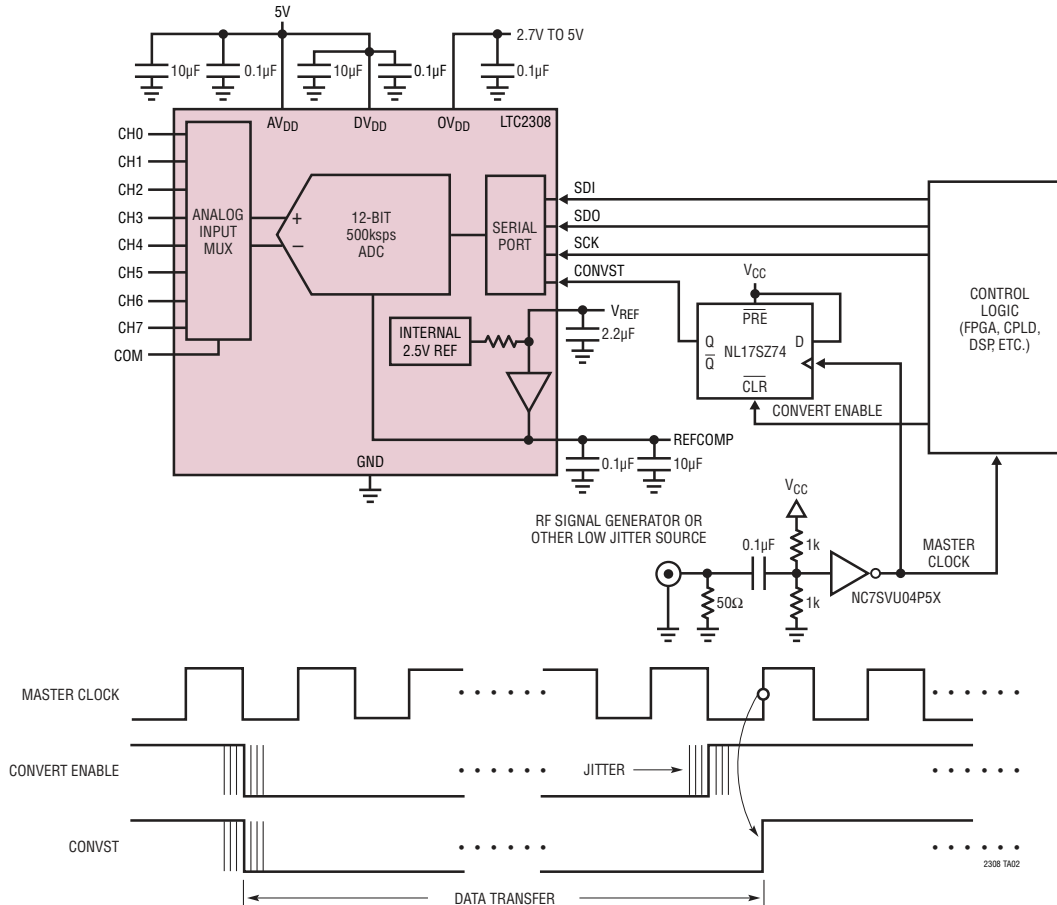 5V
2.7V TO 5V
10µF
0.1µF
10µF
0.1µF
0.1µF
AVDD
DVDD
OVDD
LTC2308
CH0
CH1
CH2
CH3
CH4
CH5
CH6
CH7
COM
ANALOG
INPUT
MUX
+
–
12-BIT
500ksps
ADC
SERIAL
PORT
SDI
SDO
SCK
CONVST
INTERNAL
2.5V REF
VREF
2.2µF
REFCOMP
0.1µF
10µF
GND
VCC
PRE
Q
D
NL17SZ74
Q
CLR
CONVERT ENABLE
CONTROL
LOGIC
(FPGA, CPLD,
DSP, ETC.)
RF SIGNAL GENERATOR OR
OTHER LOW JITTER SOURCE
VCC
0.1µF
1k
50Ω
1k
NC7SVU04P5X
MASTER
CLOCK
MASTER CLOCK
CONVERT ENABLE
JITTER
CONVST
2308 TA02
DATA TRANSFER